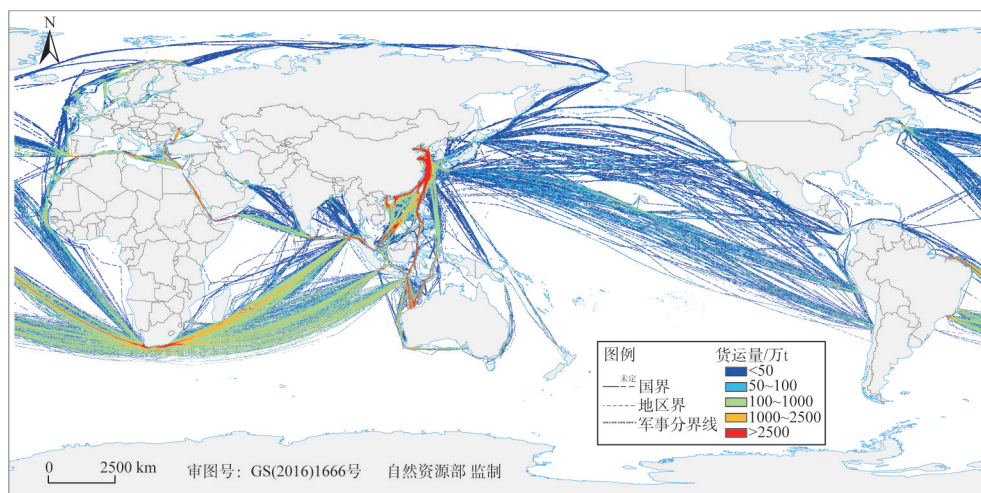 N
图例
未定
国界
地区界
军事分界线
货运量/万t
<50
50~100
100~1000
1000~2500
>2500
0 2500 km
审图号：GS(2016)1666号 自然资源部 监制